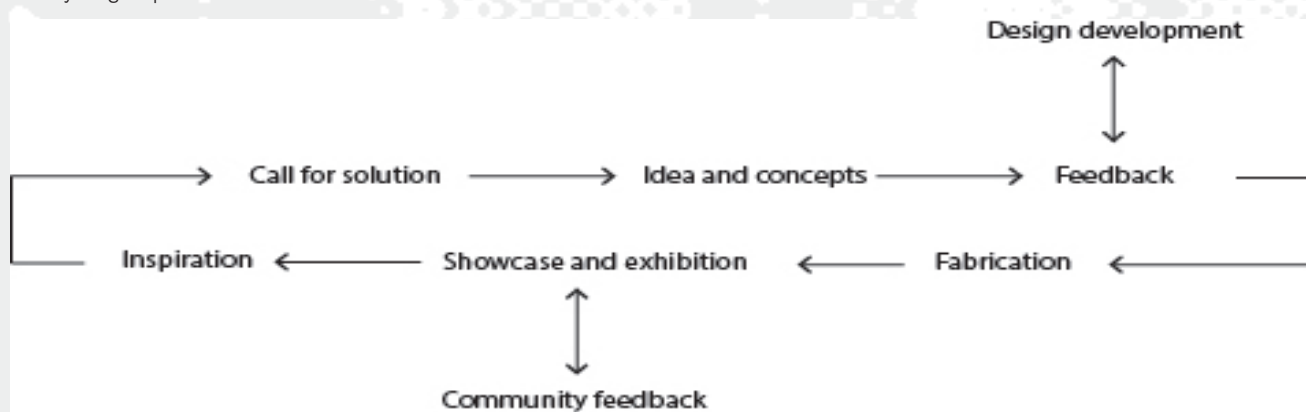 Design development
Call for solution
Idea and concepts
Feedback
Inspiration
Showcase and exhibition
Fabrication
Community feedback